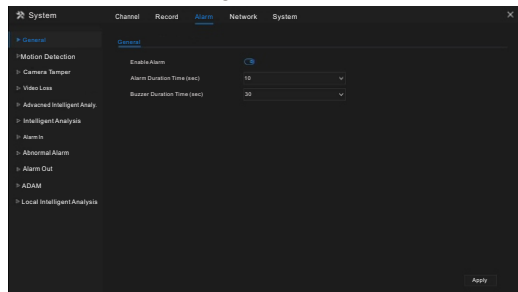 System
Channel Record Alarm Network System
General
Motion Detection
Camera Tamper
Video Loss
Advacned Intelligent Analy.
Intelligent Analysis
Alarm In
Abnormal Alarm
Alarm Out
ADAM
Local Intelligent Analysis
General
Enable Alarm
Alarm Duration Time (sec) 10
Buzzer Duration Time (sec) 30
Apply